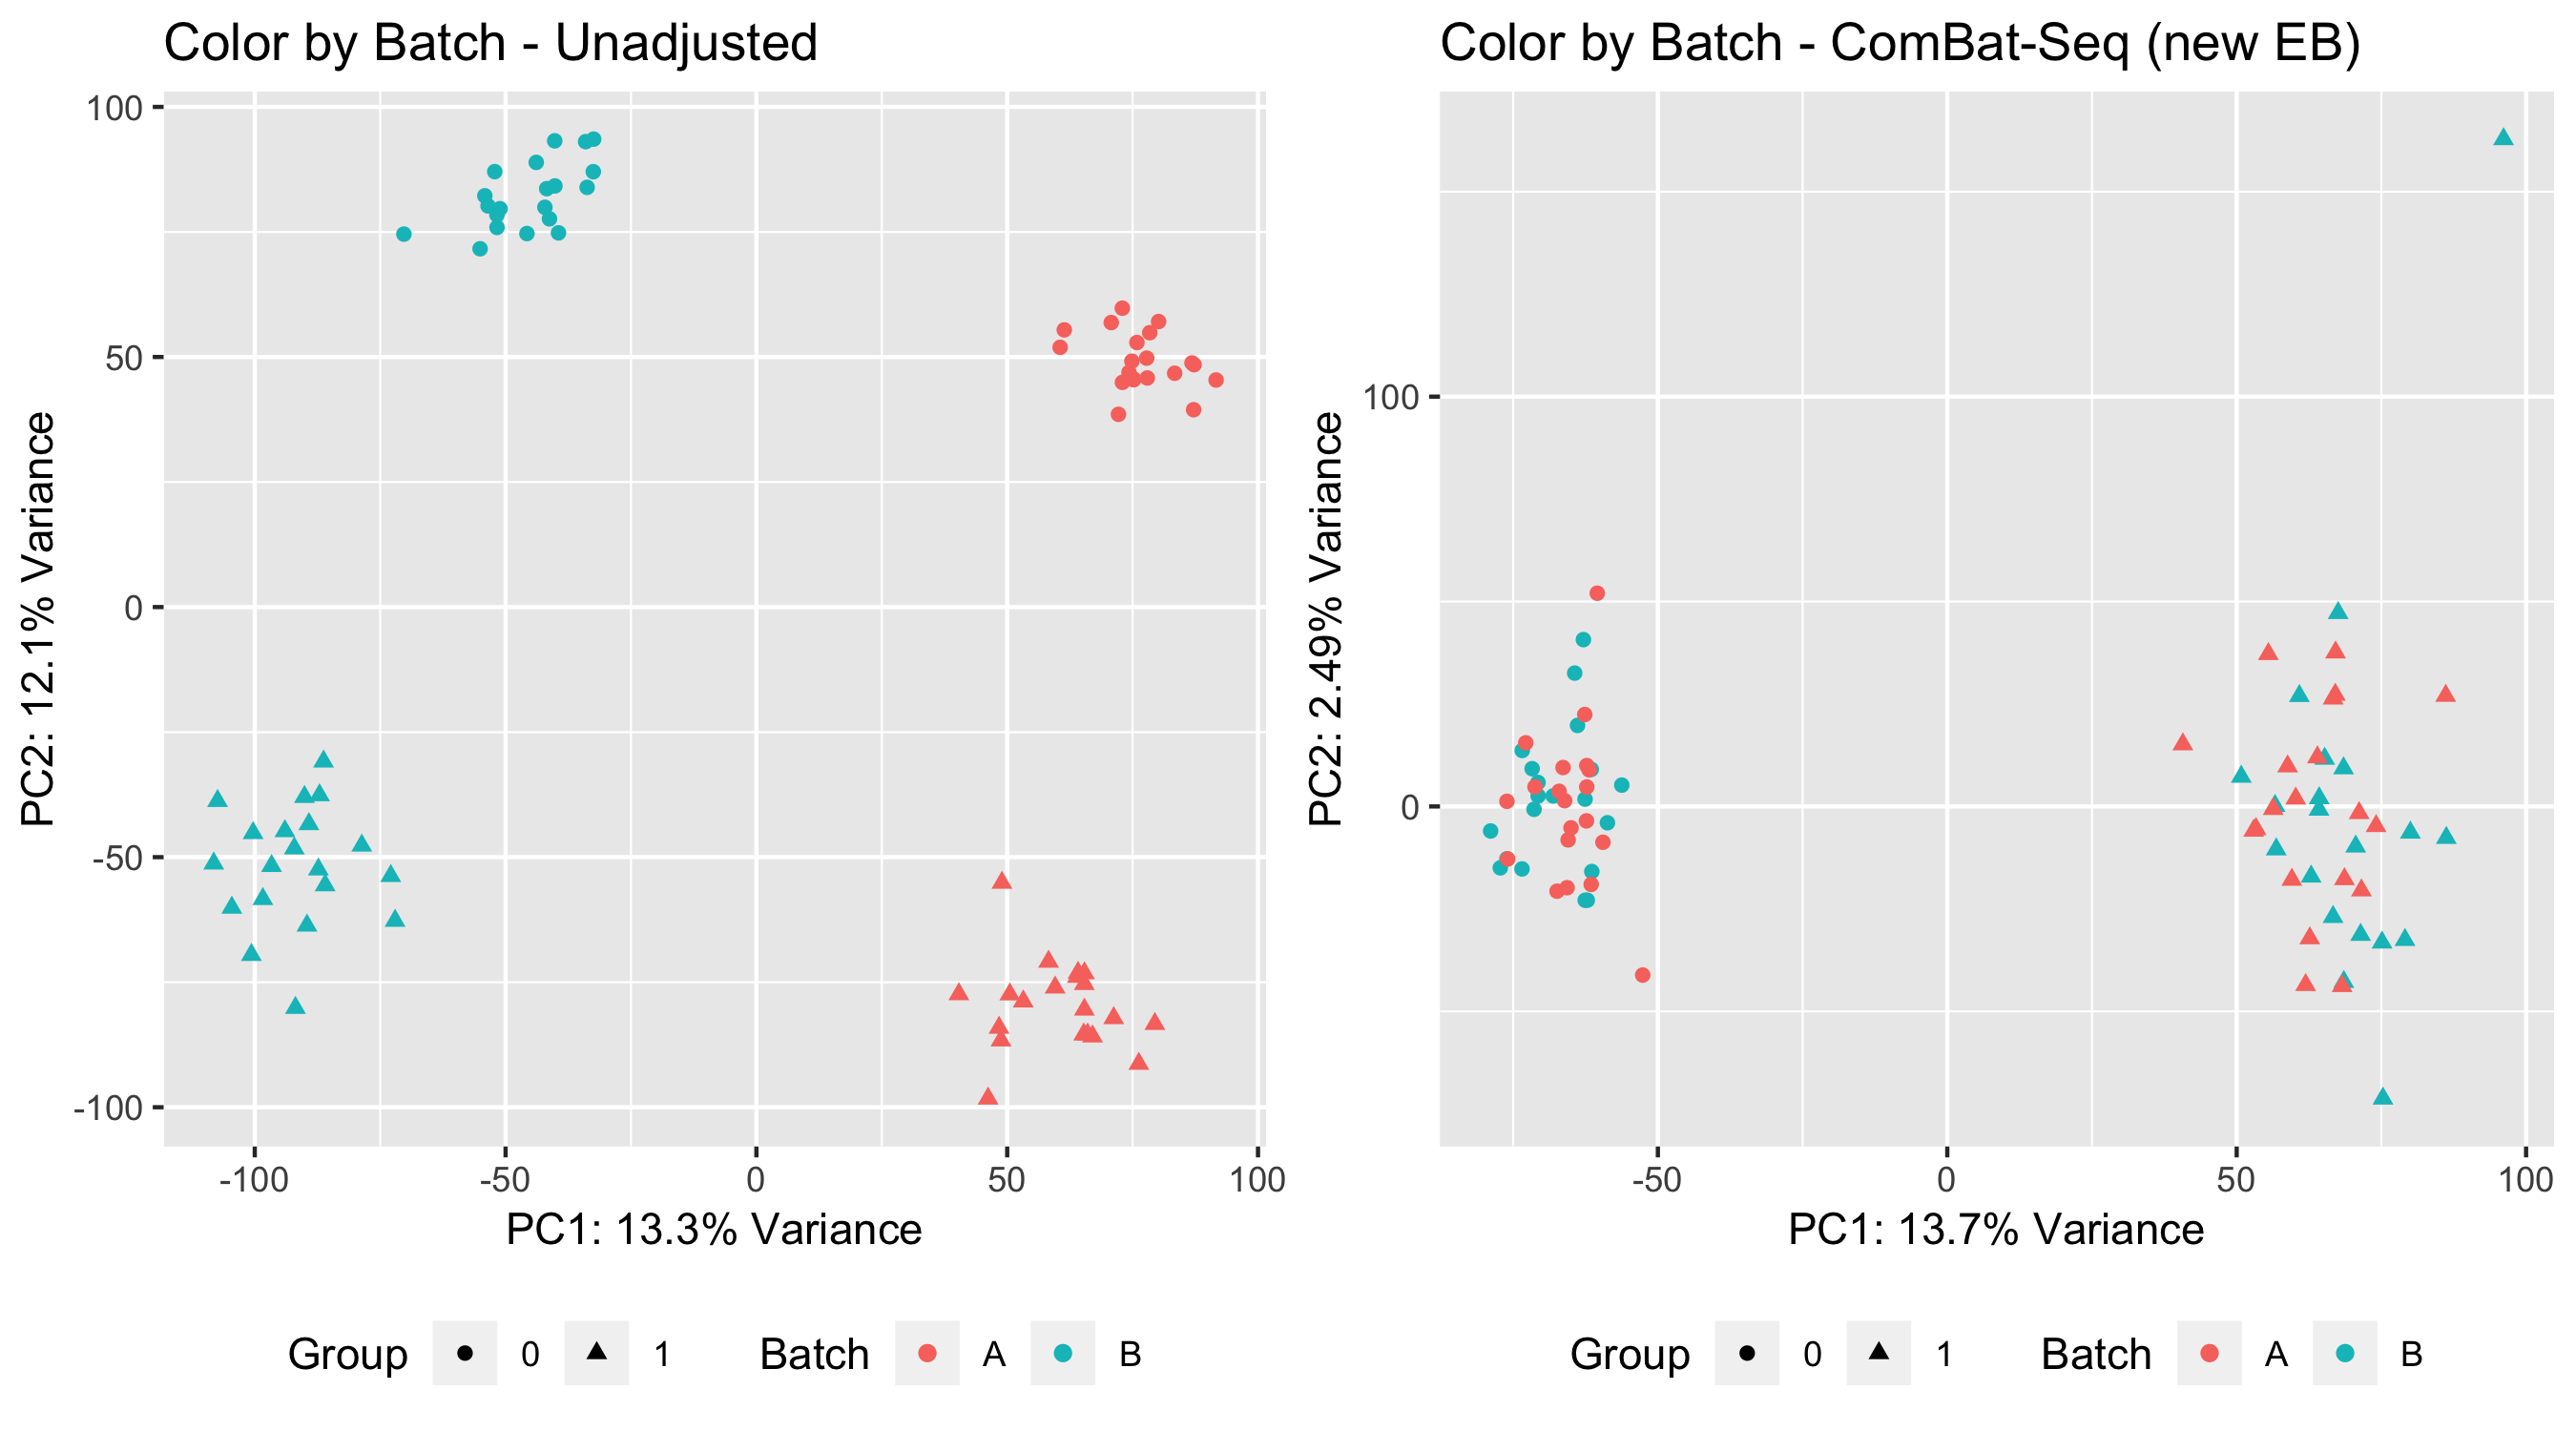 Color by Batch - Unadjusted
100
50
0
-50
-100
PC2: 12.1% Variance
-100 -50 0 50 100
PC1: 13.3% Variance
Group 0 1 Batch A B
Color by Batch - ComBat-Seq (new EB)
100
0
PC2: 2.49% Variance
-50 0 50 100
PC1: 13.7% Variance
Group 0 1 Batch A B